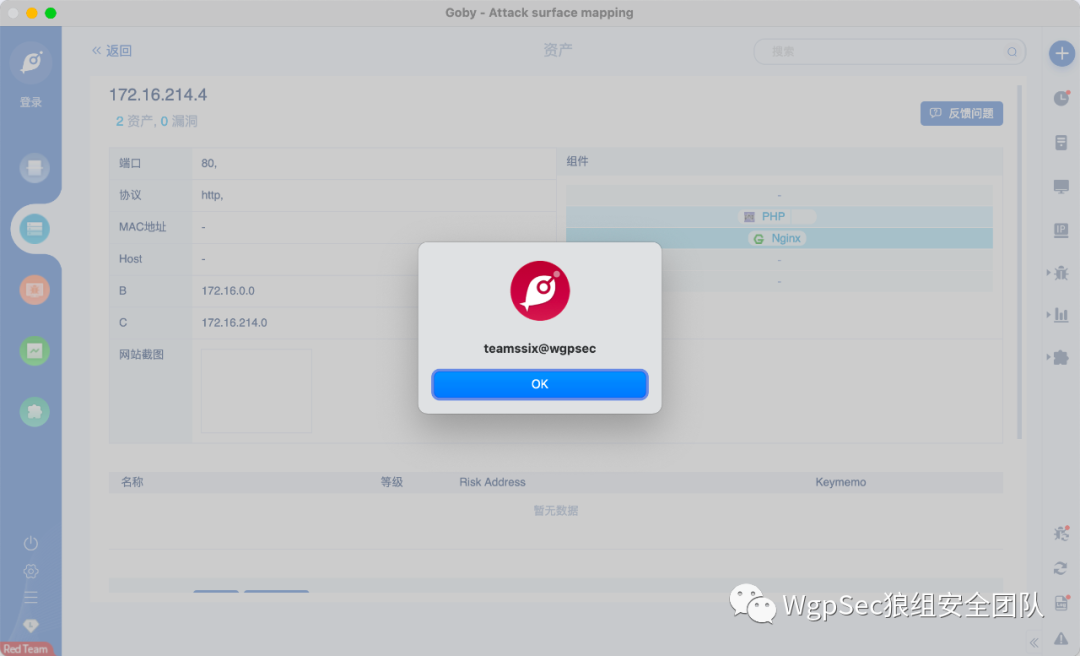 Goby - Attack surface mapping
« 返回
资产
搜索
登录
172.16.214.4
2 资产, 0 漏洞
反馈问题
端口
80,
组件
协议
http,
-
MAC地址
-
PHP
Host
-
Nginx
-
B
172.16.0.0
-
C
172.16.214.0
网站截图
teamssix@wgpsec
OK
名称
等级
Risk Address
Keymemo
暂无数据
IP
WgpSec狼组安全团队
Red Team